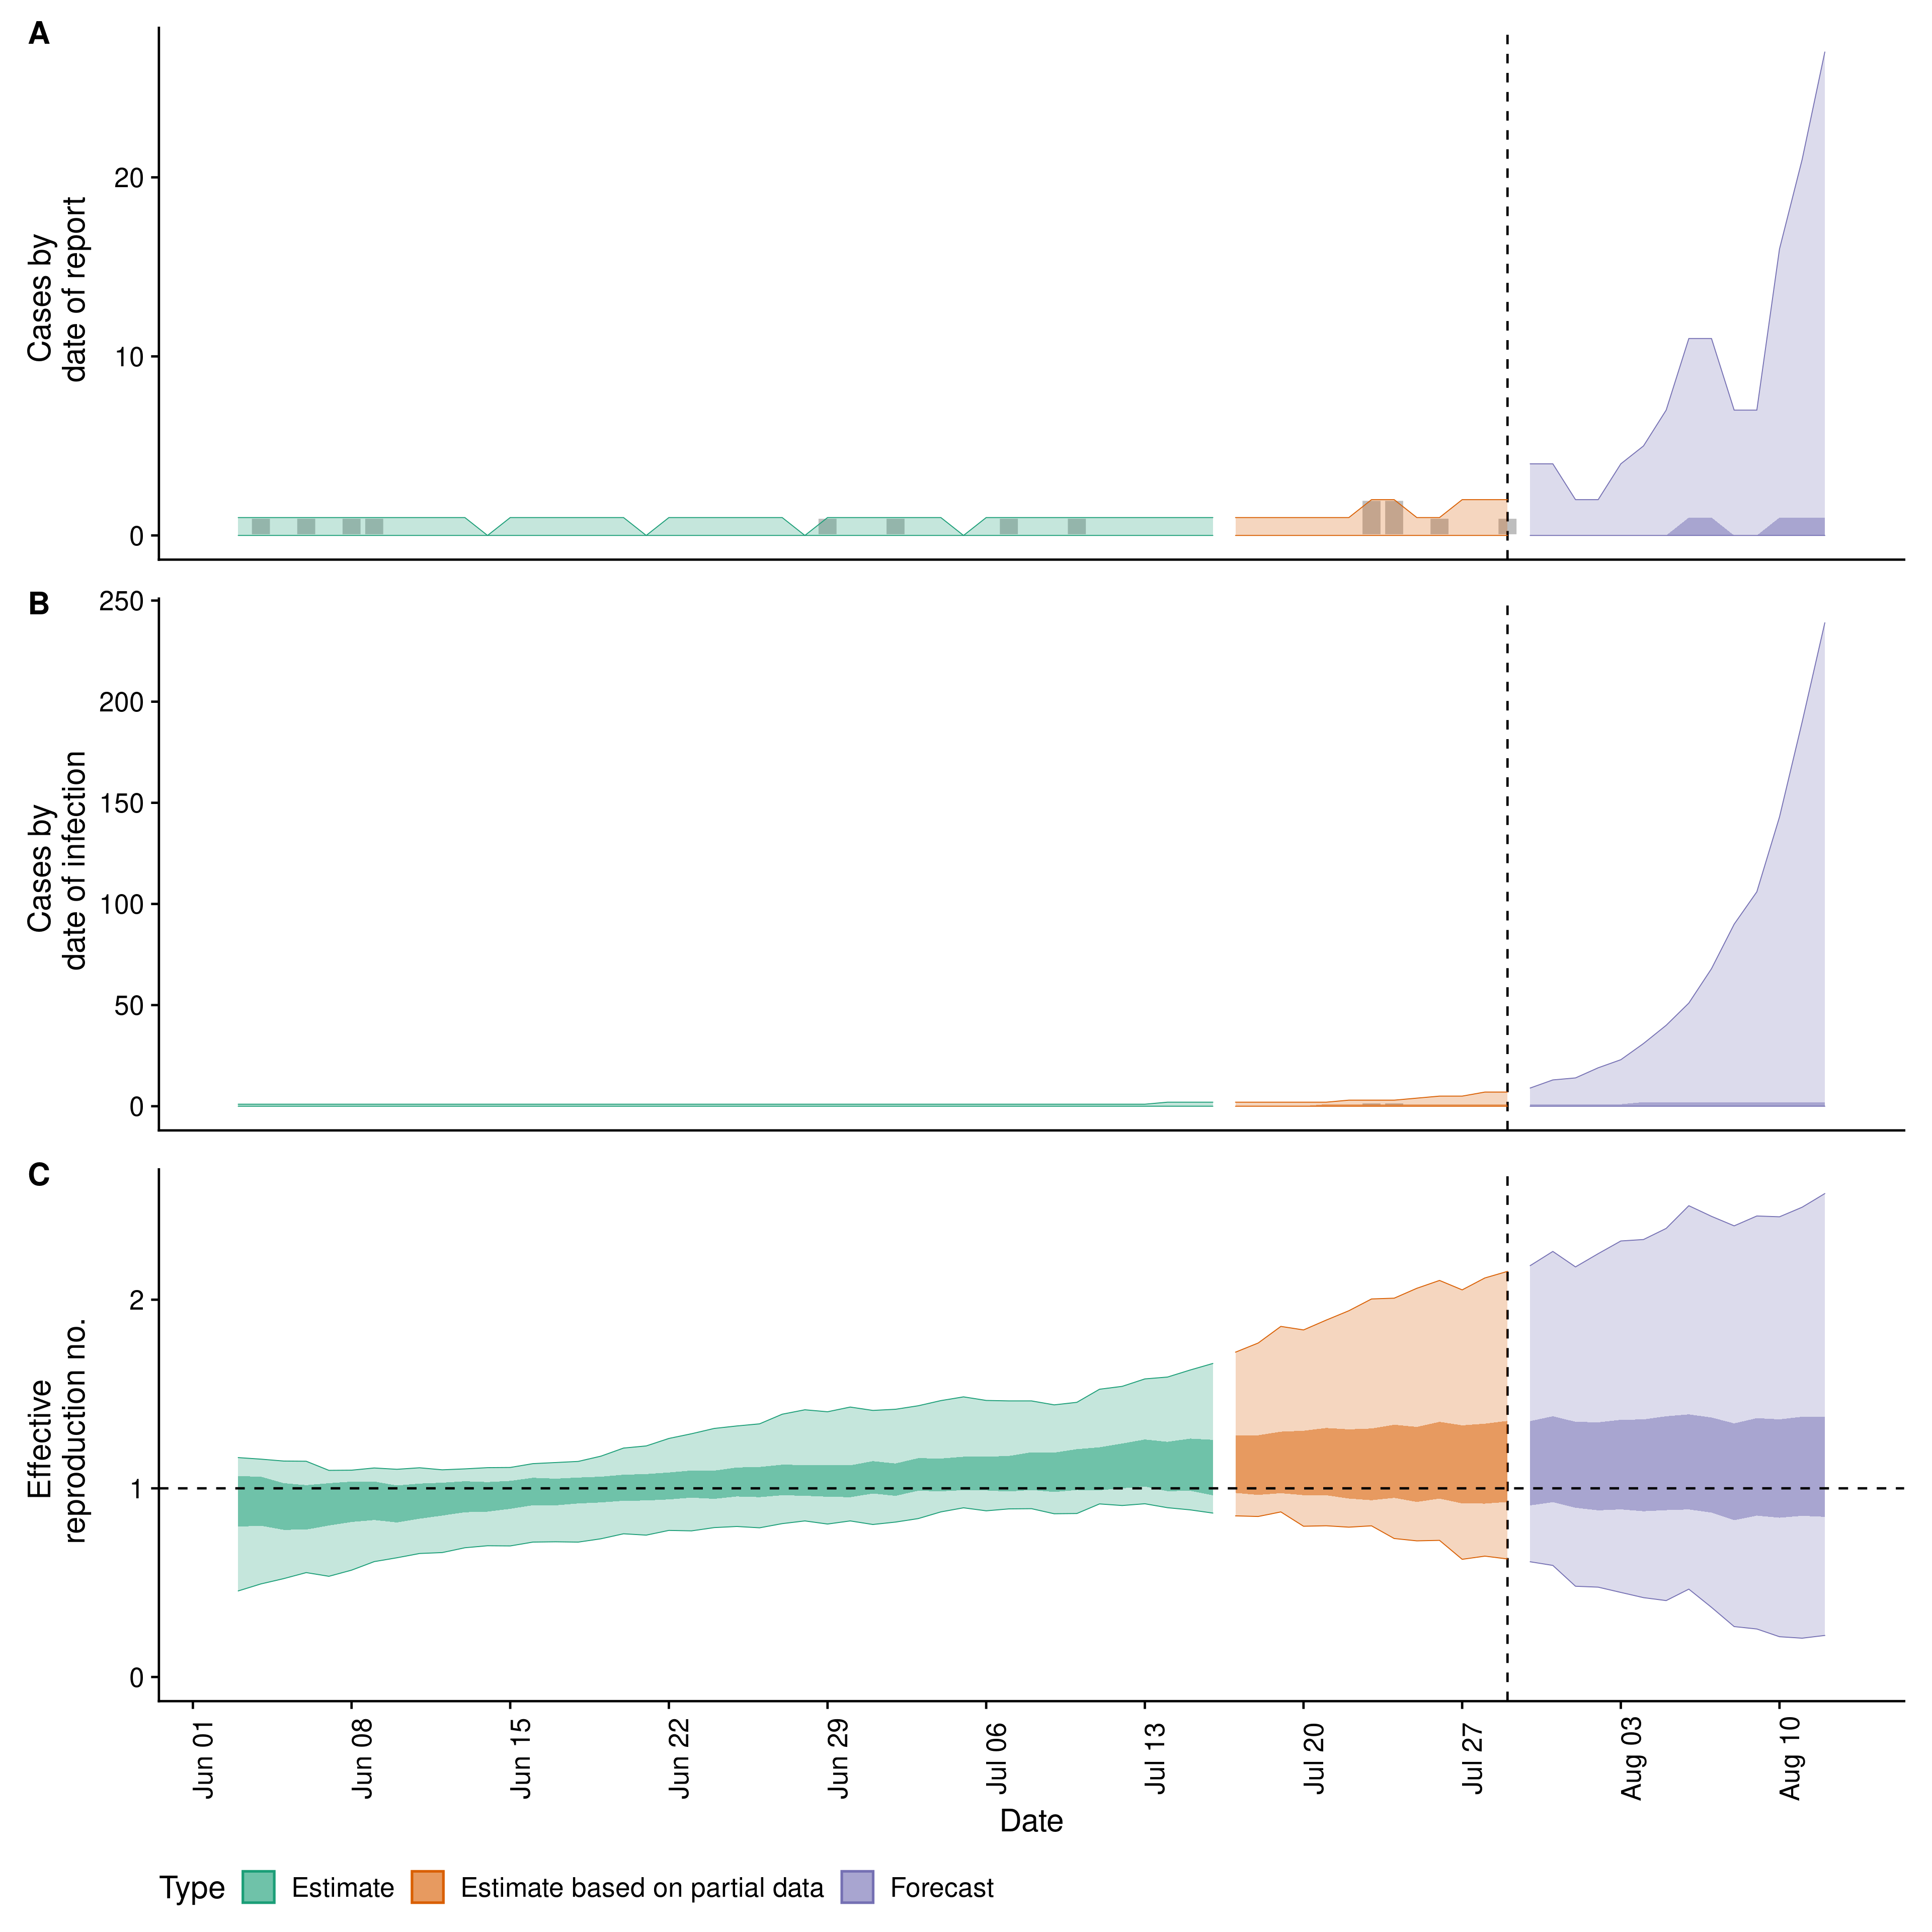 A
Cases by
date of report
20
10
0
B
Cases by
date of infection
250
200
150
100
50
0
C
Effective
reproduction no.
2
1
0
Jun 01
Jun 08
Jun 15
Jun 22
Jun 29
Jul 06
Jul 13
Jul 20
Jul 27
Aug 03
Aug 10
Date
Type Estimate Estimate based on partial data Forecast